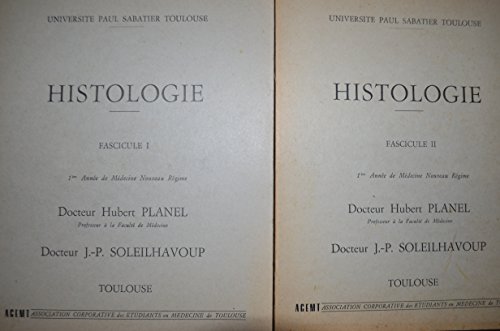 UNIVERSITE PAUL SABATIER TOULOUSE
HISTOLOGIE
FASCICULE I
1ère Année de Médecine Nouveau Régime
Docteur Hubert PLANEL
Professeur à la Faculté de Médecine
Docteur J.-P. SOLEILHAVOUP
TOULOUSE
ACEMT ASSOCIATION CORPORATIVE des ETUDIANTS en MEDECINE de TOULOUSE
UNIVERSITE PAUL SABATIER TOULOUSE
HISTOLOGIE
FASCICULE II
1ère Année de Médecine Nouveau Régime
Docteur Hubert PLANEL
Professeur à la Faculté de Médecine
Docteur J.-P. SOLEILHAVOUP
TOULOUSE
ACEMT ASSOCIATION CORPORATIVE des ETUDIANTS en MEDECINE de T